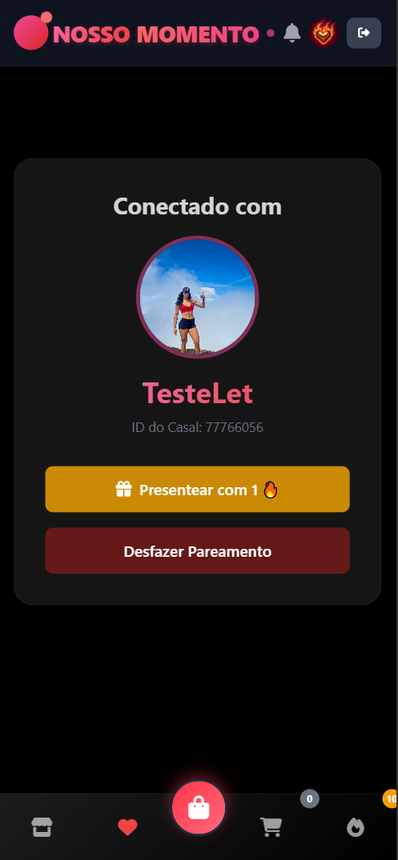 NOSSO MOMENTO
Conectado com
TesteLet
ID do Casal: 77766056
Presentear com 1 🔥
Desfazer Pareamento
0
10